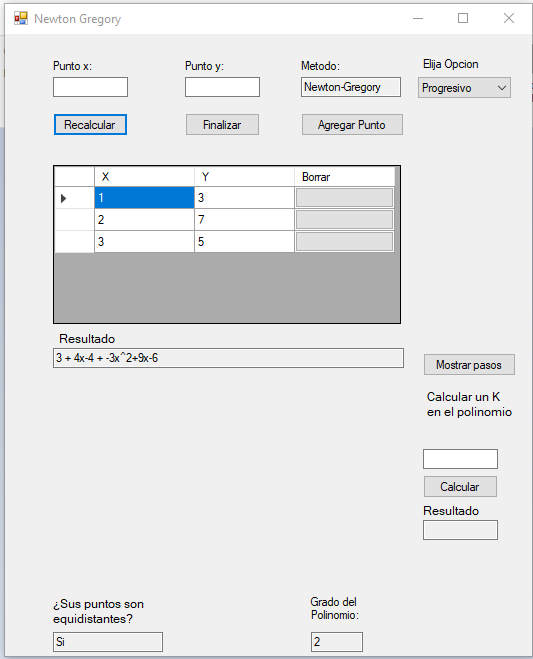 Newton Gregory
Punto x:
Punto y:
Metodo:
Elija Opcion
Newton-Gregory
Progresivo
Recalcular
Finalizar
Agregar Punto
X Y Borrar
1 3
2 7
3 5
Resultado
3 + 4x-4 + -3x^2+9x-6
Mostrar pasos
Calcular un K
en el polinomio
Calcular
Resultado
¿Sus puntos son
equidistantes?
Si
Grado del
Polinomio:
2